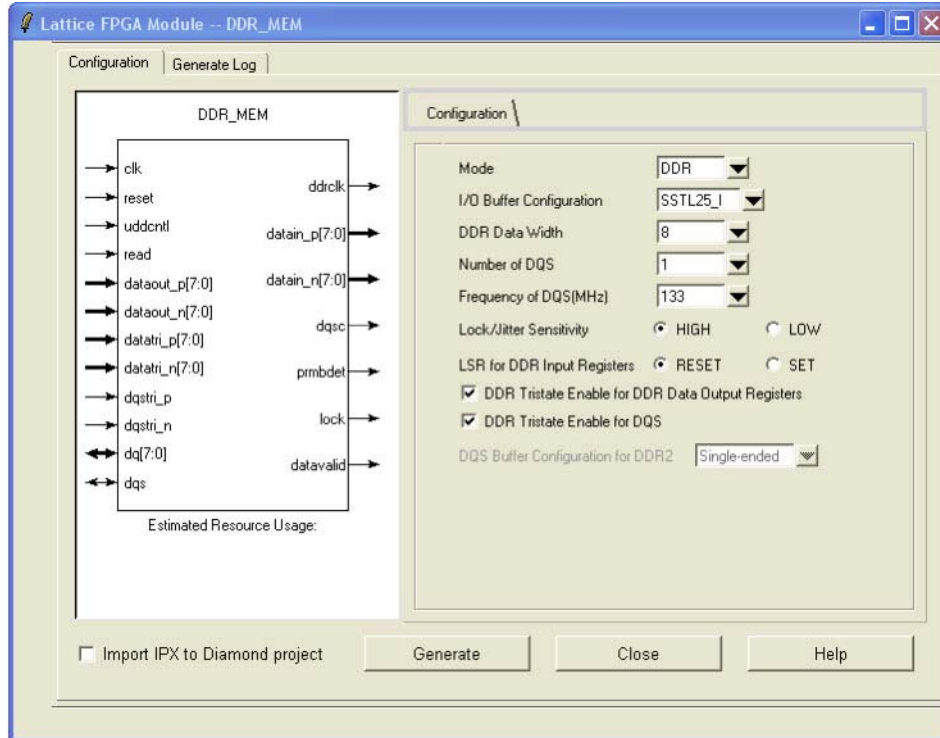 Lattice FPGA Module -- DDR_MEM
Configuration
Generate Log
DDR_MEM
clk
reset
uddcntl
read
dataout_p[7:0]
dataout_n[7:0]
datatri_p[7:0]
datatri_n[7:0]
dqstri_p
dqstri_n
dq[7:0]
dqs
ddrclk
datain_p[7:0]
datain_n[7:0]
dqsc
prmbdet
lock
datavalid
Estimated Resource Usage:
Configuration
Mode DDR
I/O Buffer Configuration SSTL25_I
DDR Data Width 8
Number of DQS 1
Frequency of DQS(MHz) 133
Lock/Jitter Sensitivity HIGH LOW
LSR for DDR Input Registers RESET SET
DDR Tristate Enable for DDR Data Output Registers
DDR Tristate Enable for DQS
DQS Buffer Configuration for DDR2 Single-ended
Import IPX to Diamond project
Generate
Close
Help